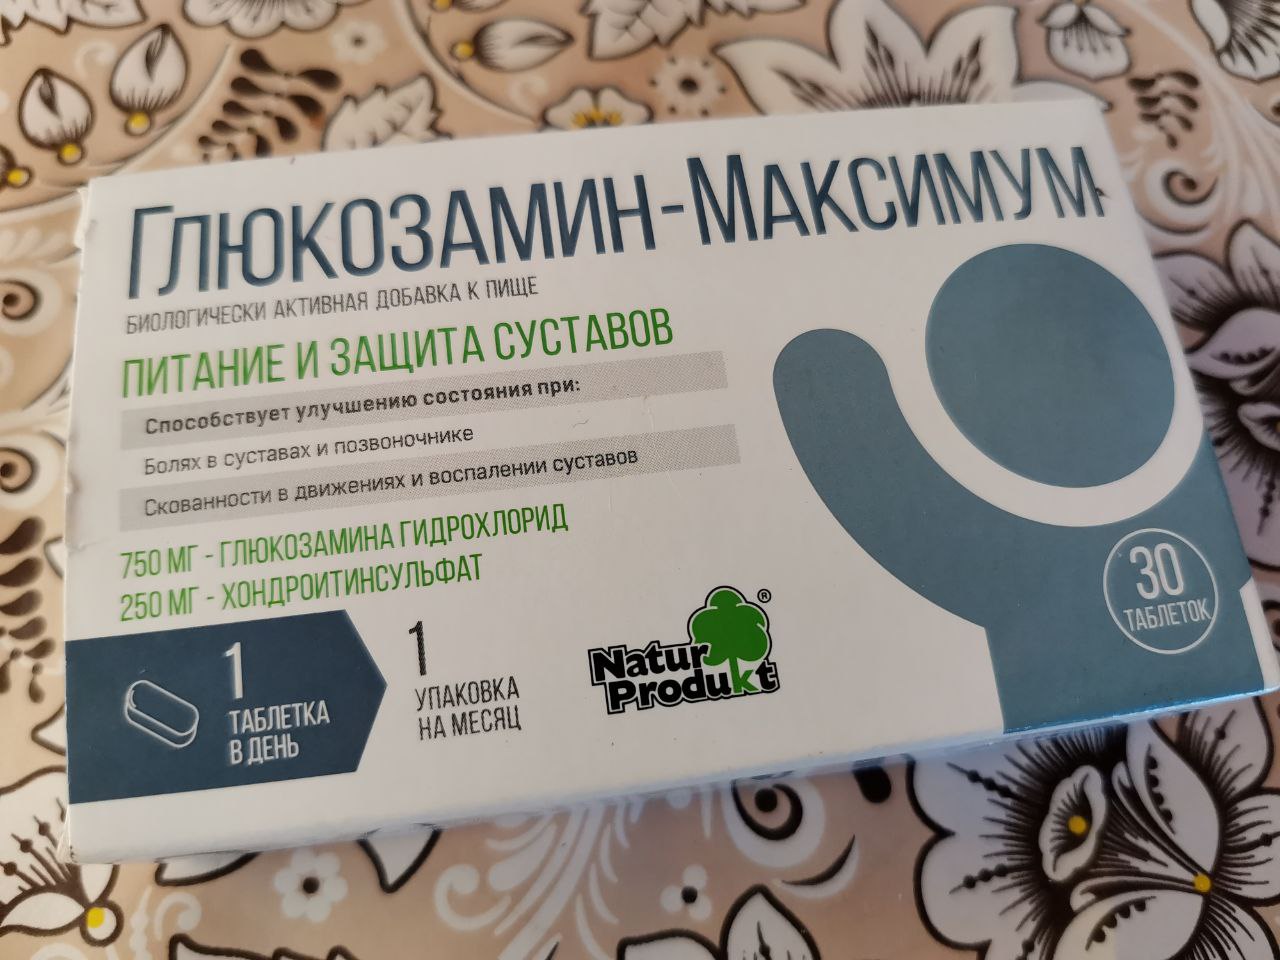 Глюкозамин-Максимум
БИОЛОГИЧЕСКИ АКТИВНАЯ ДОБАВКА К ПИЩЕ
ПИТАНИЕ И ЗАЩИТА СУСТАВОВ
Способствует улучшению состояния при:
Болях в суставах и позвоночнике
Скованности в движениях и воспалении суставов
750 МГ - ГЛЮКОЗАМИНА ГИДРОХЛОРИД
250 МГ - ХОНДРОИТИНСУЛЬФАТ
1
ТАБЛЕТКА
В ДЕНЬ
1
УПАКОВКА
НА МЕСЯЦ
Natur
Produkt
®
30
ТАБЛЕТОК